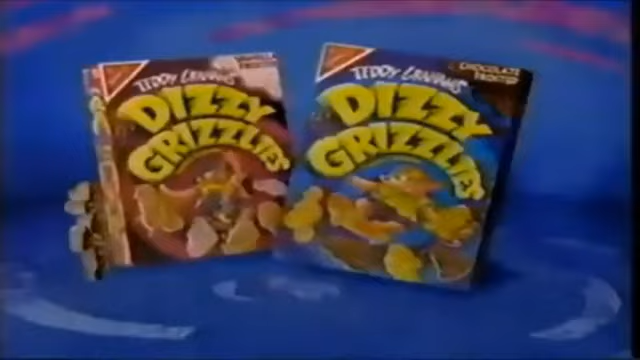 TEDDY GRAHAMS
DIZZY
GRIZZLIES
TEDDY GRAHAMS
CHOCOLATE
FROSTED
DIZZY
GRIZZLIES